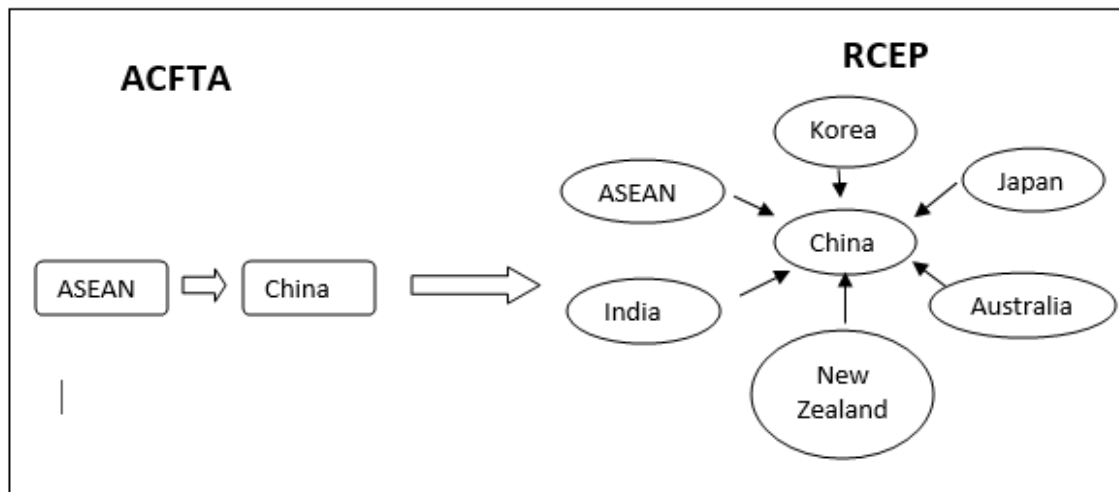 ACFTA
RCEP
ASEAN
China
Korea
ASEAN
Japan
China
India
Australia
New
Zealand